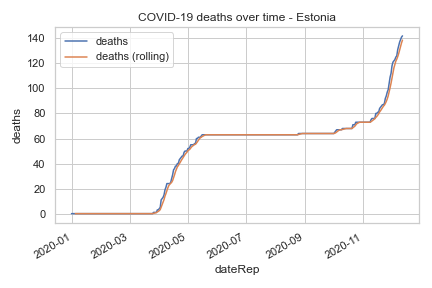 COVID-19 deaths over time - Estonia
deaths
deaths (rolling)
140
120
100
80
60
40
20
0
deaths
2020-01
2020-03
2020-05
2020-07
2020-09
2020-11
dateRep